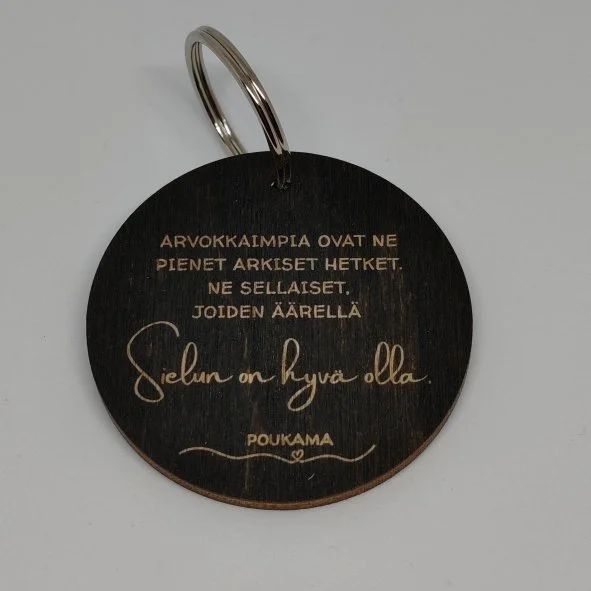 ARVOKKAIMPIA OVAT NE
PIENET ARKISET HETKET.
NE SELLAISET,
JOIDEN ÄÄRELLÄ
Sielun on hyvä olla.
POUKAMA